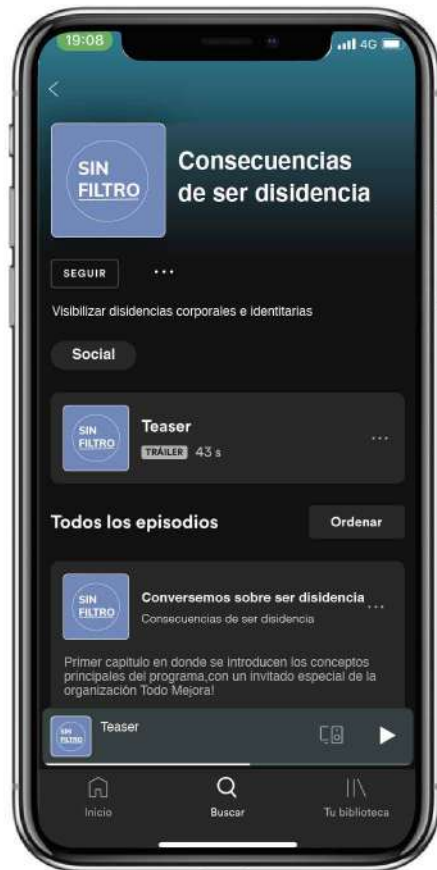 19:08
4G
SIN
FILTRO
Consecuencias
de ser disidencia
SEGUIR
Visibilizar disidencias corporales e identitarias
Social
SIN
FILTRO
Teaser
TRÁILER 43 s
Todos los episodios
Ordenar
SIN
FILTRO
Conversemos sobre ser disidencia
Consecuencias de ser disidencia
Primer capitulo en donde se introducen los conceptos
principales del programa,con un invitado especial de la
organización Todo Mejora!
SIN
FILTRO
Teaser
Inicio
Buscar
Tu biblioteca